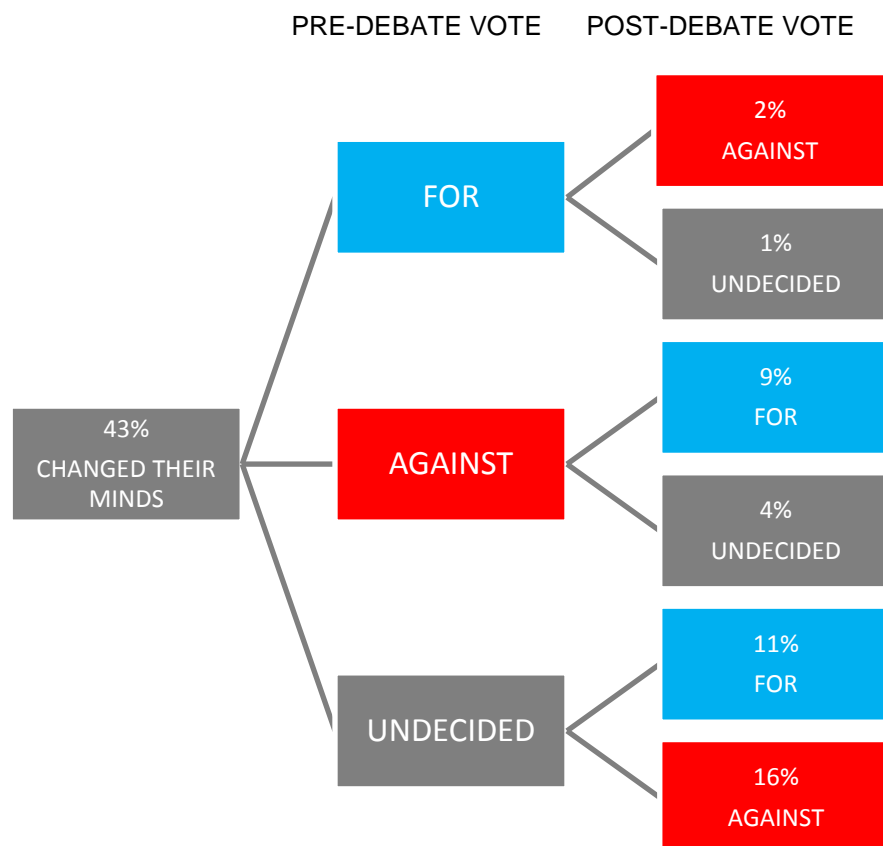 PRE-DEBATE VOTE POST-DEBATE VOTE
2%
AGAINST
FOR
1%
UNDECIDED
43%
CHANGED THEIR
MINDS
AGAINST
9%
FOR
4%
UNDECIDED
UNDECIDED
11%
FOR
16%
AGAINST